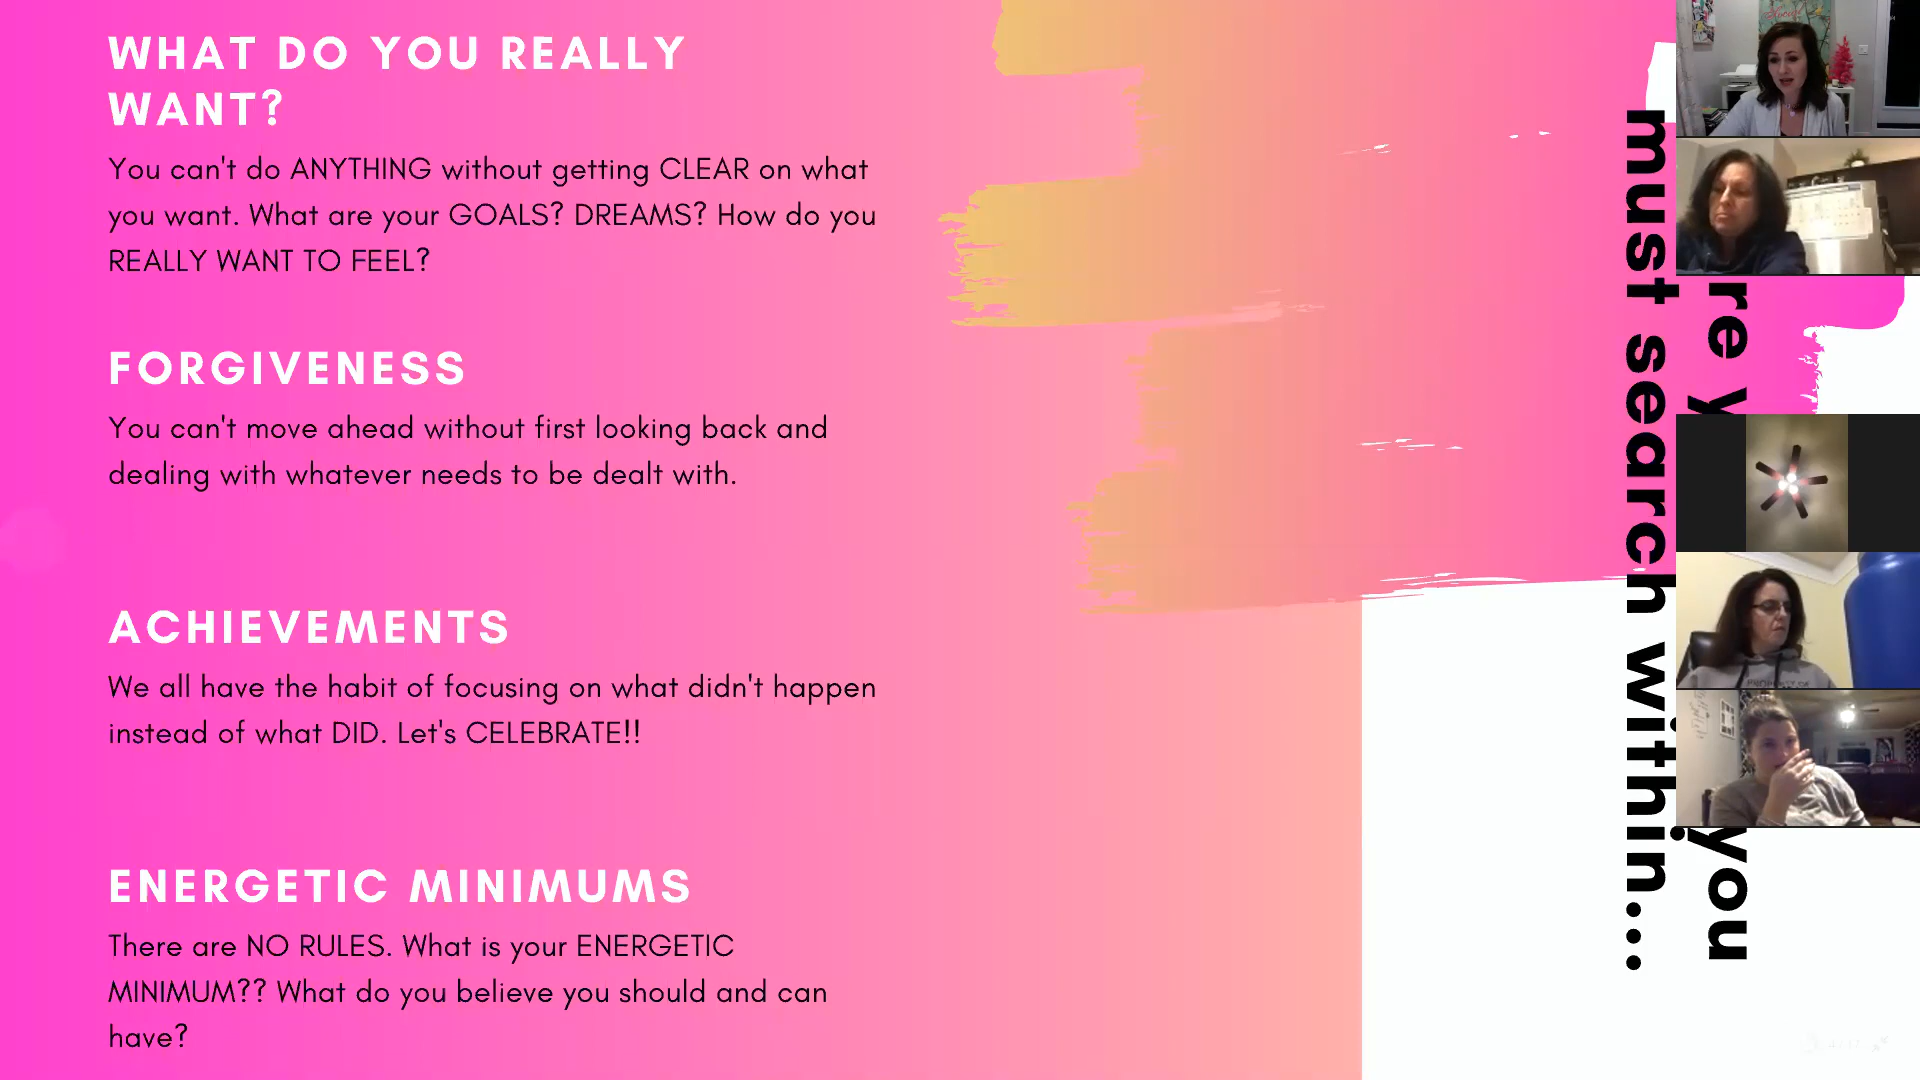 WHAT DO YOU REALLY
WANT?
You can't do ANYTHING without getting CLEAR on what
you want. What are your GOALS? DREAMS? How do you
REALLY WANT TO FEEL?
FORGIVENESS
You can't move ahead without first looking back and
dealing with whatever needs to be dealt with.
ACHIEVEMENTS
We all have the habit of focusing on what didn't happen
instead of what DID. Let's CELEBRATE!!
ENERGETIC MINIMUMS
There are NO RULES. What is your ENERGETIC
MINIMUM?? What do you believe you should and can
have?
you
must search within...